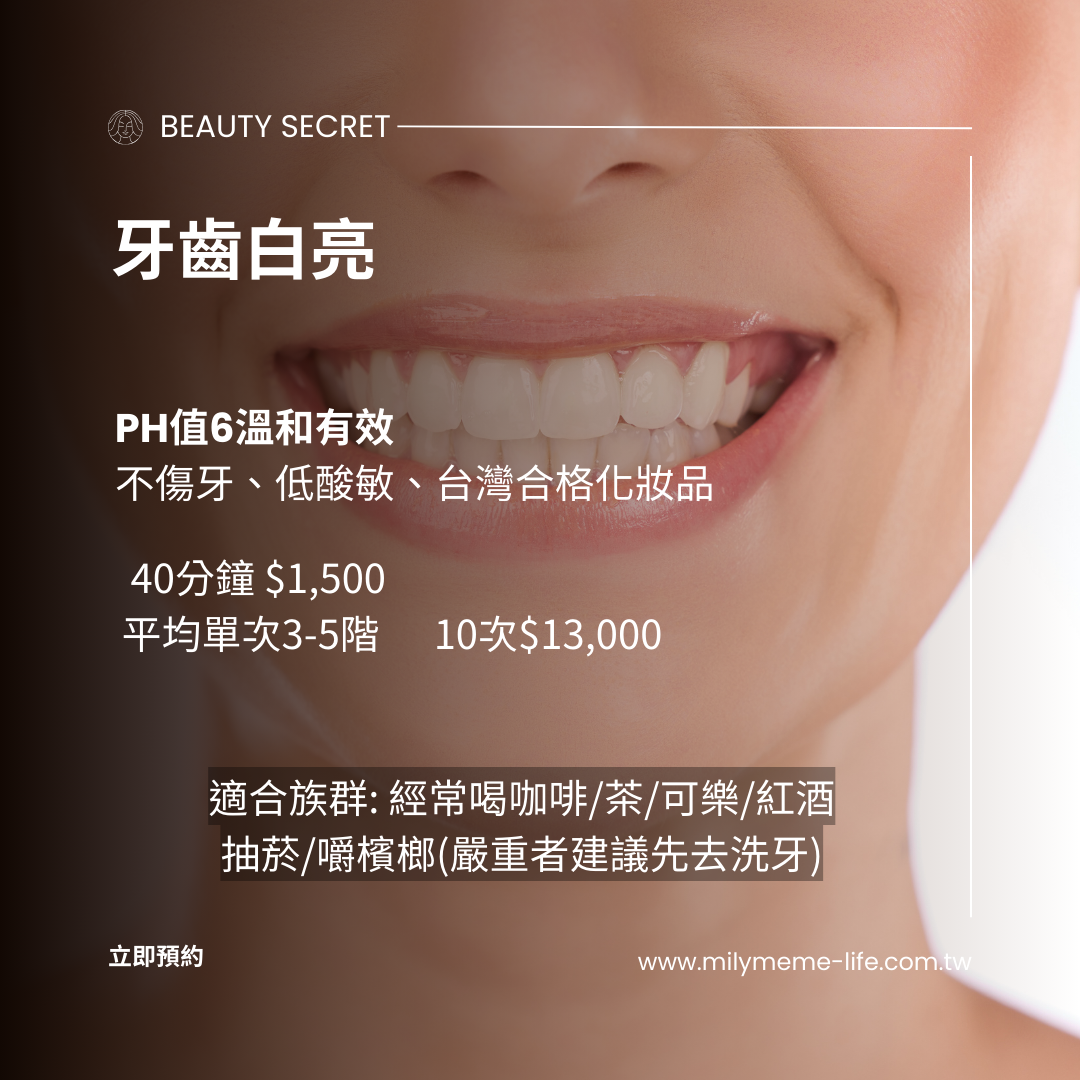 BEAUTY SECRET
牙齒白亮
PH值6溫和有效
不傷牙、低酸敏、台灣合格化妝品
40分鐘 $1,500
平均單次3-5階 10次$13,000
適合族群: 經常喝咖啡/茶/可樂/紅酒
抽菸/嚼檳榔(嚴重者建議先去洗牙)
立即預約
www.milymeme-life.com.tw